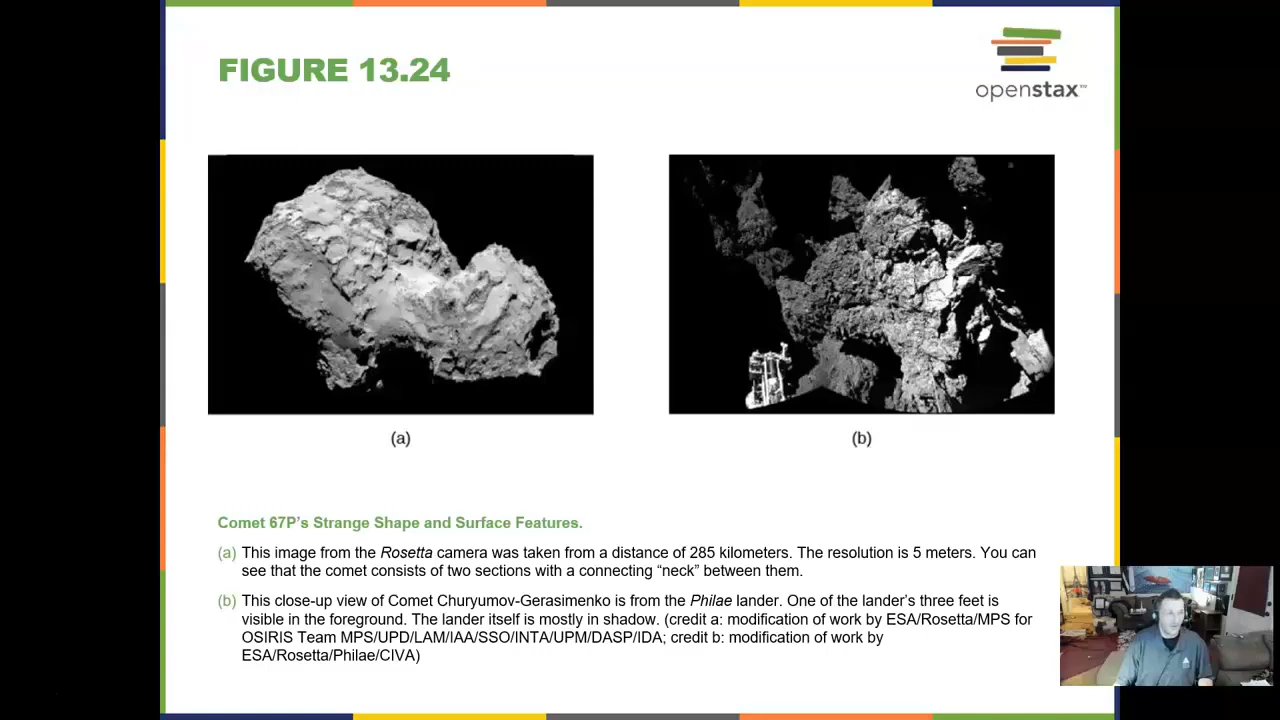 FIGURE 13.24
openstax™
(a)
(b)
Comet 67P’s Strange Shape and Surface Features.
(a) This image from the Rosetta camera was taken from a distance of 285 kilometers. The resolution is 5 meters. You can
see that the comet consists of two sections with a connecting “neck” between them.
(b) This close-up view of Comet Churyumov-Gerasimenko is from the Philae lander. One of the lander’s three feet is
visible in the foreground. The lander itself is mostly in shadow. (credit a: modification of work by ESA/Rosetta/MPS for
OSIRIS Team MPS/UPD/LAM/IAA/SSO/INTA/UPM/DASP/IDA; credit b: modification of work by
ESA/Rosetta/Philae/CIVA)